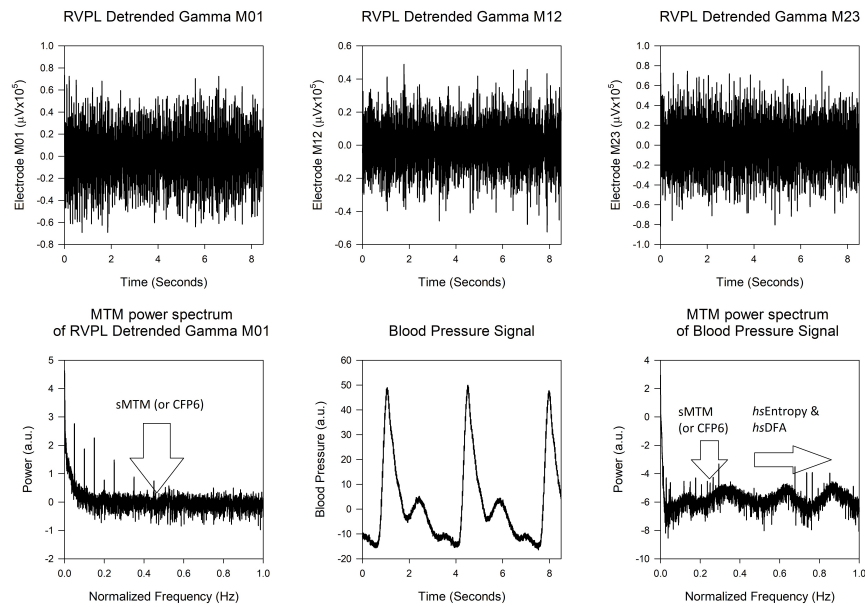 RVPL Detrended Gamma M01
Electrode M01 (µVx10⁵)
1.0
0.8
0.6
0.4
0.2
0.0
-0.2
-0.4
-0.6
-0.8
0 2 4 6 8
Time (Seconds)
RVPL Detrended Gamma M12
Electrode M12 (µVx10⁵)
0.6
0.4
0.2
0.0
-0.2
-0.4
-0.6
0 2 4 6 8
Time (Seconds)
RVPL Detrended Gamma M23
Electrode M23 (µVx10⁵)
1.0
0.8
0.6
0.4
0.2
0.0
-0.2
-0.4
-0.6
-0.8
-1.0
0 2 4 6 8
Time (Seconds)
MTM power spectrum
of RVPL Detrended Gamma M01
Power (a.u.)
5
4
3
2
1
0
-1
-2
sMTM (or CFP6)
0.0 0.2 0.4 0.6 0.8 1.0
Normalized Frequency (Hz)
Blood Pressure Signal
Blood Pressure (a.u.)
60
50
40
30
20
10
0
-10
-20
0 2 4 6 8
Time (Seconds)
MTM power spectrum
of Blood Pressure Signal
Power (a.u.)
4
2
0
-2
-4
-6
-8
-10
sMTM
(or CFP6)
hsEntropy &
hsDFA
0.0 0.2 0.4 0.6 0.8 1.0
Normalized Frequency (Hz)